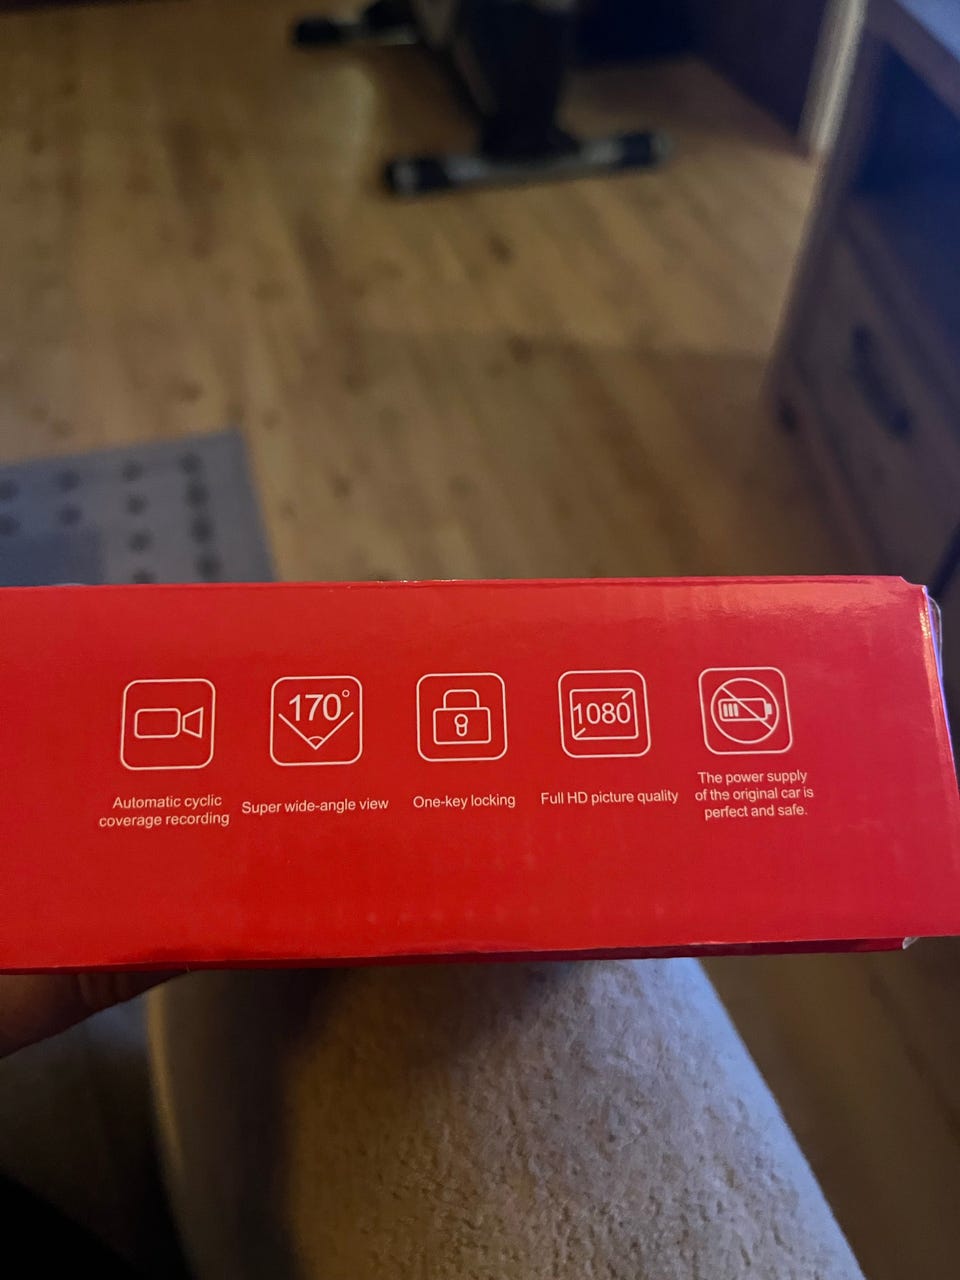 170°
1080
Automatic cyclic
coverage recording
Super wide-angle view
One-key locking
Full HD picture quality
The power supply
of the original car is
perfect and safe.